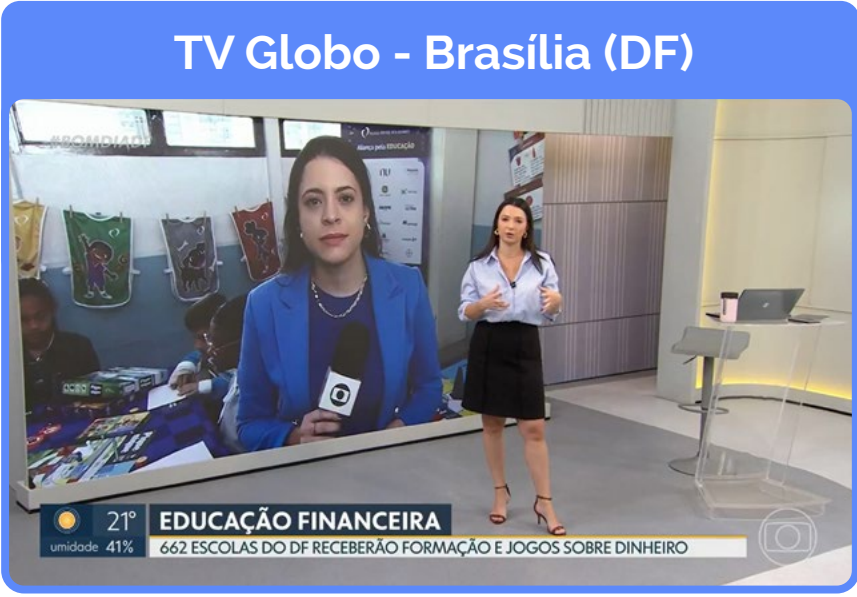 TV Globo - Brasília (DF)
#BOMDIADF
Aliança pela EDUCAÇÃO
21º
umidade 41%
EDUCAÇÃO FINANCEIRA
662 ESCOLAS DO DF RECEBERÃO FORMAÇÃO E JOGOS SOBRE DINHEIRO